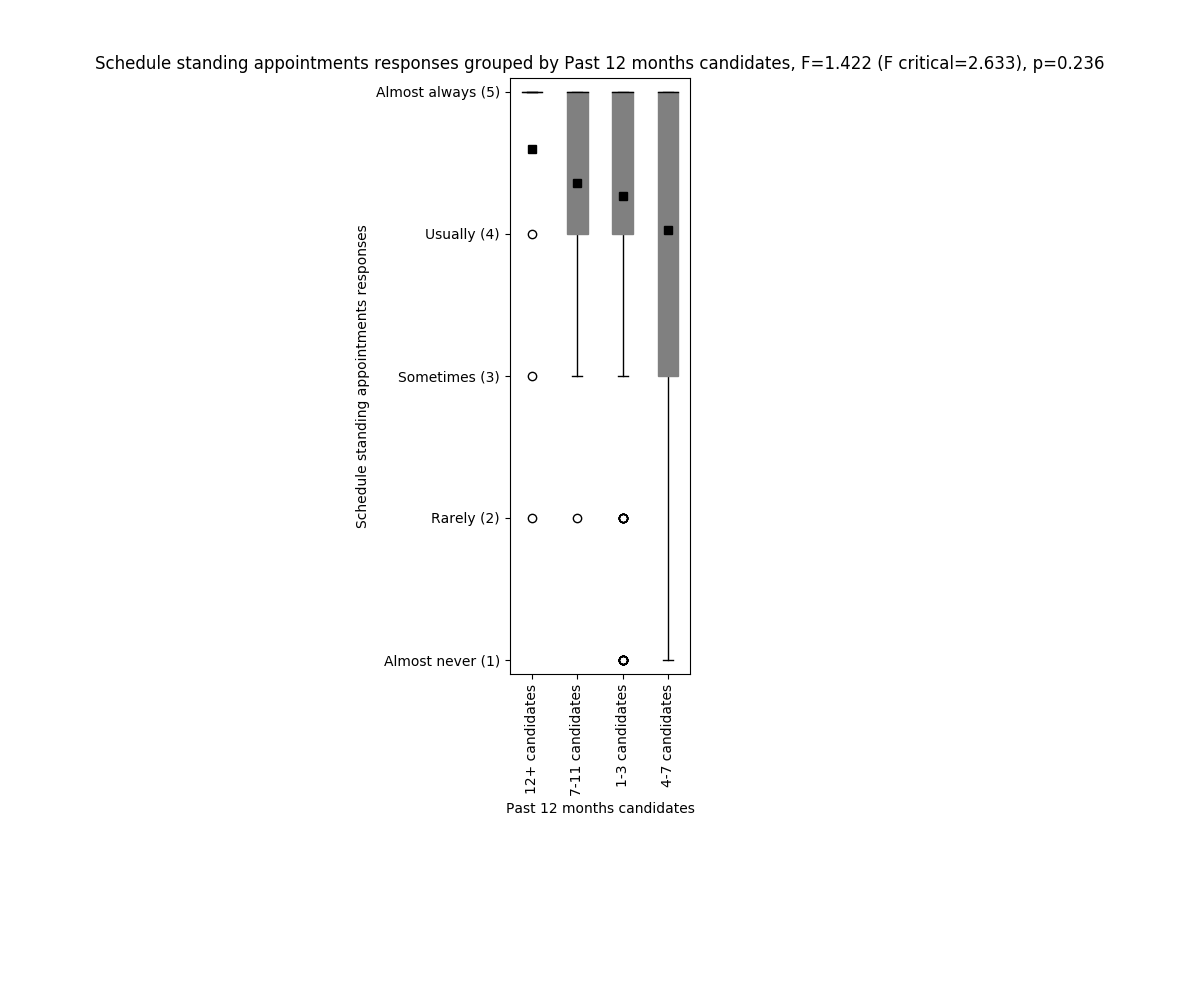 Schedule standing appointments responses grouped by Past 12 months candidates, F=1.422 (F critical=2.633), p=0.236
Almost always (5)
Usually (4)
Sometimes (3)
Rarely (2)
Almost never (1)
Schedule standing appointments responses
12+ candidates
7-11 candidates
1-3 candidates
4-7 candidates
Past 12 months candidates